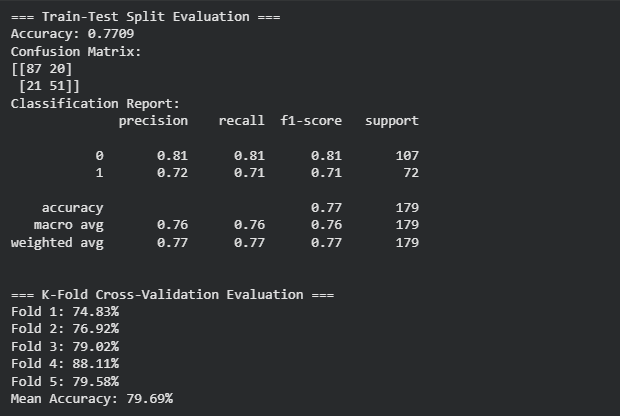 === Train-Test Split Evaluation ===
Accuracy: 0.7709
Confusion Matrix:
[[87 20]
 [21 51]]
Classification Report:
              precision    recall  f1-score   support

           0       0.81      0.81      0.81       107
           1       0.72      0.71      0.71        72

    accuracy                           0.77       179
   macro avg       0.76      0.76      0.76       179
weighted avg       0.77      0.77      0.77       179

=== K-Fold Cross-Validation Evaluation ===
Fold 1: 74.83%
Fold 2: 76.92%
Fold 3: 79.02%
Fold 4: 88.11%
Fold 5: 79.58%
Mean Accuracy: 79.69%